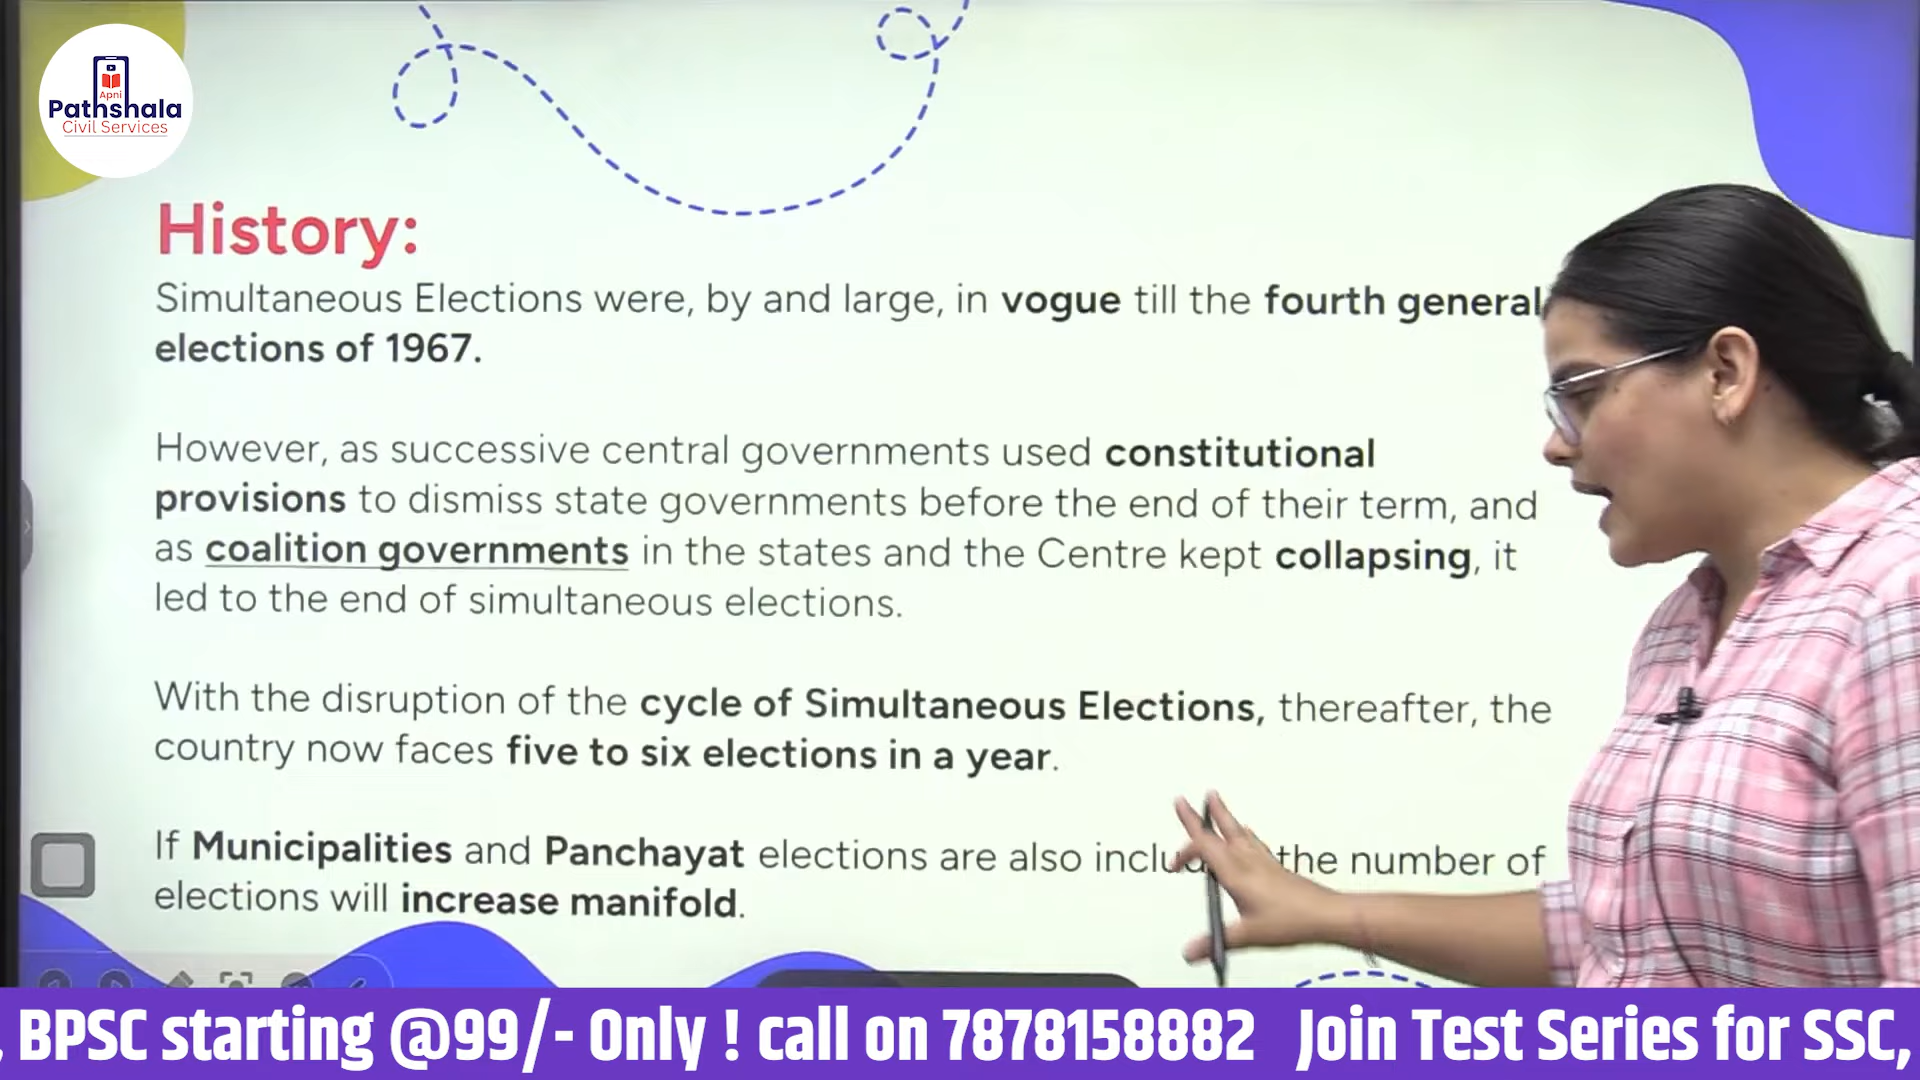 Apni
Pathshala
Civil Services
History:
Simultaneous Elections were, by and large, in vogue till the fourth general
elections of 1967.
However, as successive central governments used constitutional
provisions to dismiss state governments before the end of their term, and
as coalition governments in the states and the Centre kept collapsing, it
led to the end of simultaneous elections.
With the disruption of the cycle of Simultaneous Elections, thereafter, the
country now faces five to six elections in a year.
If Municipalities and Panchayat elections are also the number of
elections will increase manifold.
, BPSC starting @99/- Only ! call on 7878158882 Join Test Series for SSC,